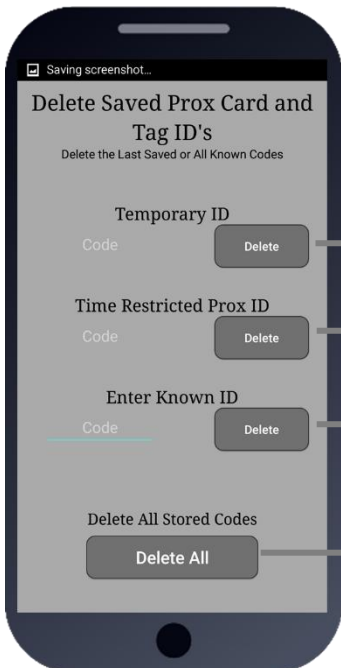 Saving screenshot...
Delete Saved Prox Card and
Tag ID's
Delete the Last Saved or All Known Codes
Temporary ID
Code Delete
Time Restricted Prox ID
Code Delete
Enter Known ID
Code Delete
Delete All Stored Codes
Delete All